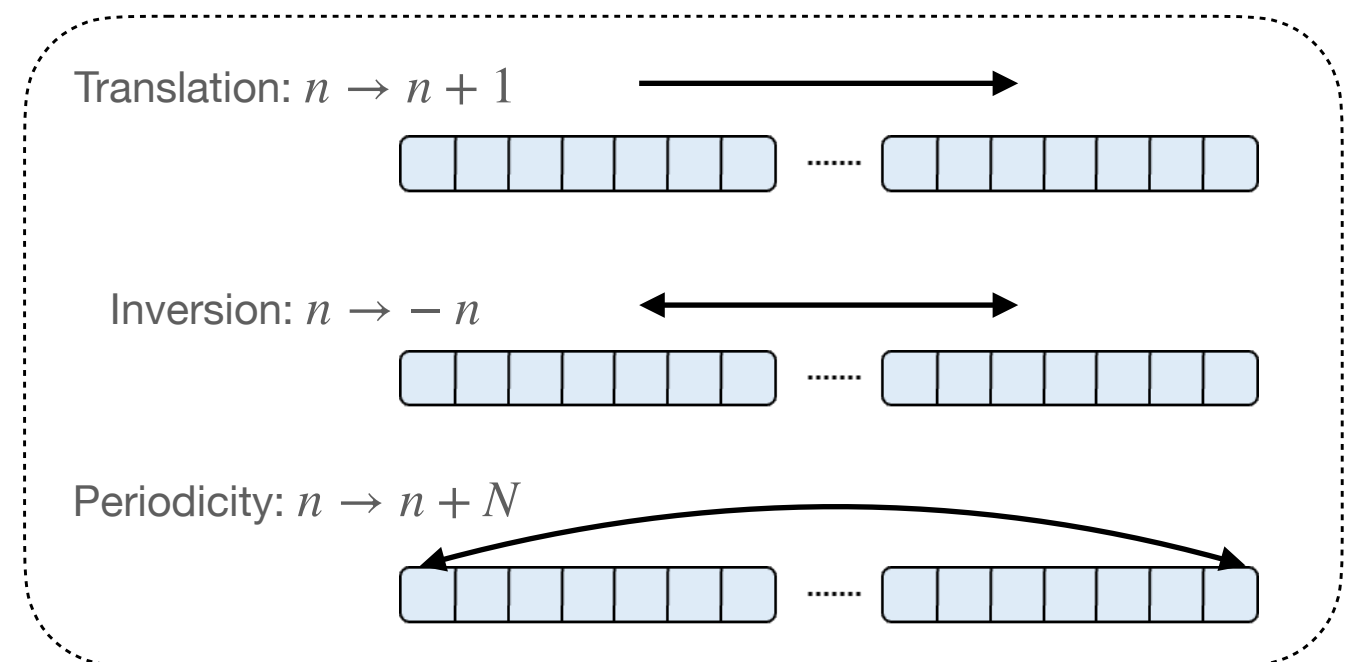 Translation: n → n + 1
Inversion: n → − n
Periodicity: n → n + N